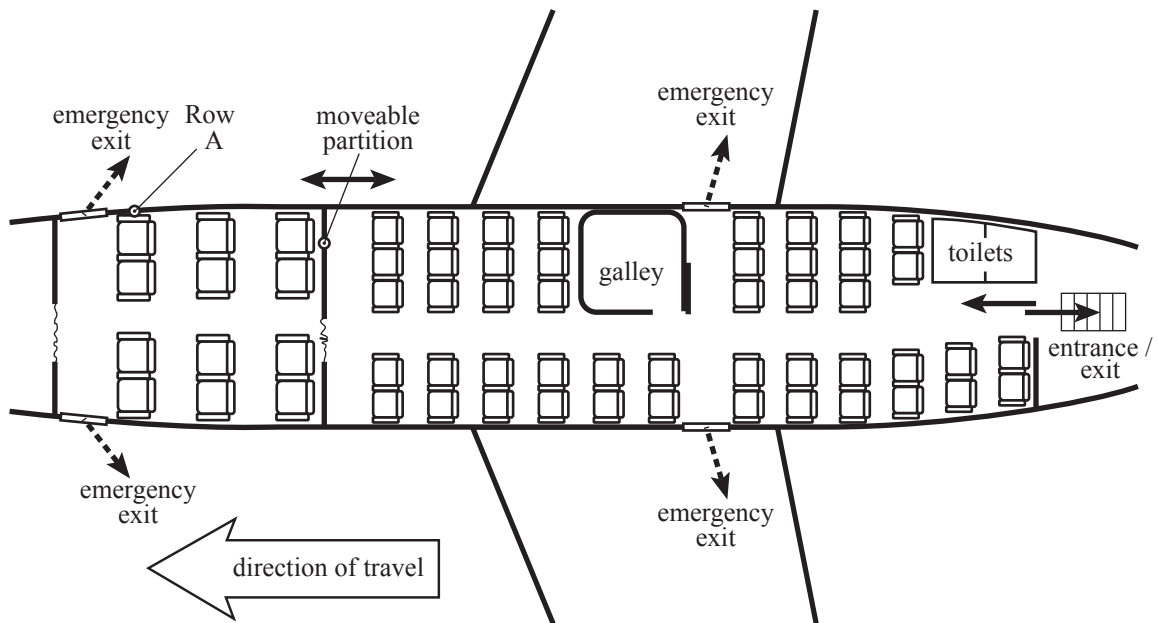 emergency
exit
Row
A
moveable
partition
emergency
exit
galley
toilets
entrance /
exit
emergency
exit
emergency
exit
direction of travel